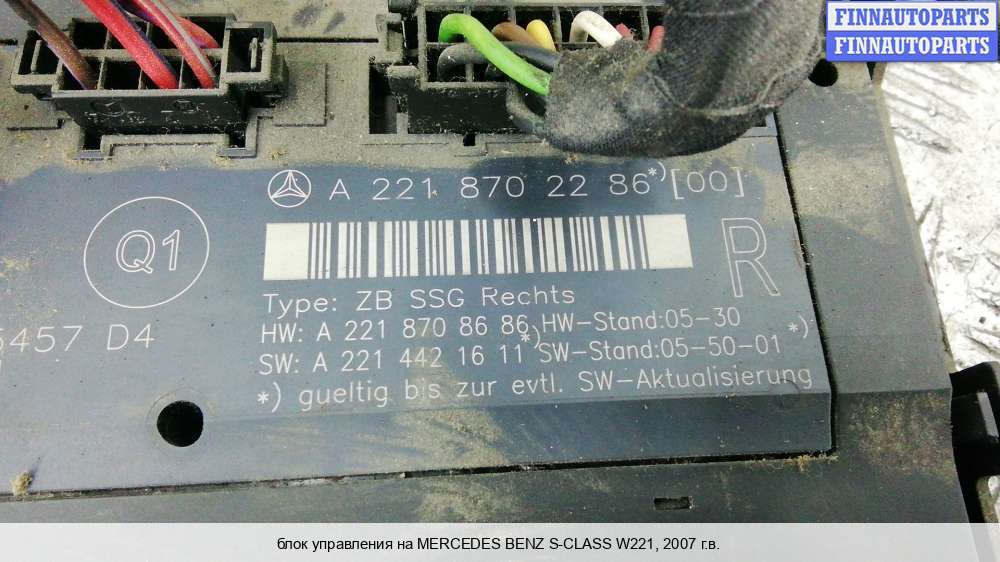 FINNAUTOPARTS
FINNAUTOPARTS
A 221 870 22 86*)[00]
Q1
R
Type: ZB SSG Rechts
5457 D4
HW: A 221 870 86 86 HW-Stand:05-30
SW: A 221 442 16 11*) SW-Stand:05-50-01*)
*) gueltig bis zur evtl. SW-Aktualisierung
блок управления на MERCEDES BENZ S-CLASS W221, 2007 г.в.